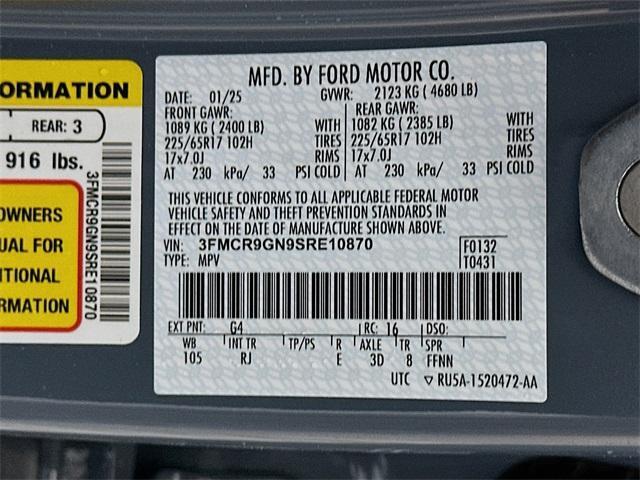 ORMATION
REAR: 3
916 lbs.
OWNERS
UAL FOR
ITIONAL
RMATION
3FMCR9GN9SRE10870
MFD. BY FORD MOTOR CO.
DATE: 01/25 GVWR: 2123 KG ( 4680 LB)
FRONT GAWR: REAR GAWR:
1089 KG ( 2400 LB) WITH 1082 KG ( 2385 LB) WITH
225/65R17 102H TIRES 225/65R17 102H TIRES
17x7.0J RIMS 17x7.0J RIMS
AT 230 kPa/ 33 PSI COLD AT 230 kPa/ 33 PSI COLD
THIS VEHICLE CONFORMS TO ALL APPLICABLE FEDERAL MOTOR
VEHICLE SAFETY AND THEFT PREVENTION STANDARDS IN
EFFECT ON THE DATE OF MANUFACTURE SHOWN ABOVE.
VIN: 3FMCR9GN9SRE10870 F0132
TYPE: MPV T0431
EXT PNT: G4 RC: 16 DSO:
WB INT TR TP/PS R AXLE TR SPR
105 RJ E 3D 8 FFNN
UTC ▽ RU5A-1520472-AA